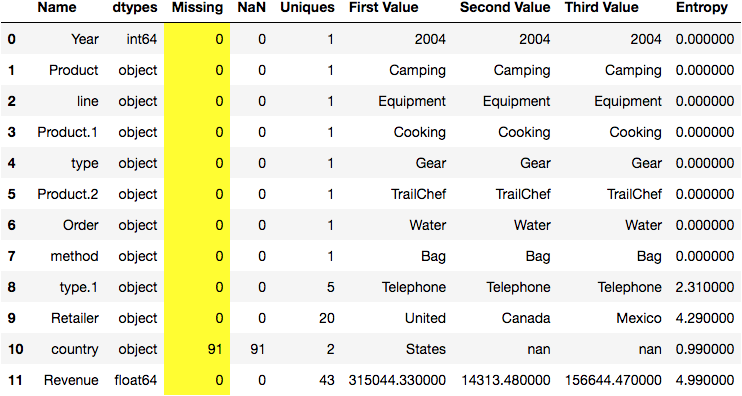 Name dtypes Missing NaN Uniques First Value Second Value Third Value Entropy
0 Year int64 0 0 1 2004 2004 2004 0.000000
1 Product object 0 0 1 Camping Camping Camping 0.000000
2 line object 0 0 1 Equipment Equipment Equipment 0.000000
3 Product.1 object 0 0 1 Cooking Cooking Cooking 0.000000
4 type object 0 0 1 Gear Gear Gear 0.000000
5 Product.2 object 0 0 1 TrailChef TrailChef TrailChef 0.000000
6 Order object 0 0 1 Water Water Water 0.000000
7 method object 0 0 1 Bag Bag Bag 0.000000
8 type.1 object 0 0 5 Telephone Telephone Telephone 2.310000
9 Retailer object 0 0 20 United Canada Mexico 4.290000
10 country object 91 91 2 States nan nan 0.990000
11 Revenue float64 0 0 43 315044.330000 14313.480000 156644.470000 4.990000